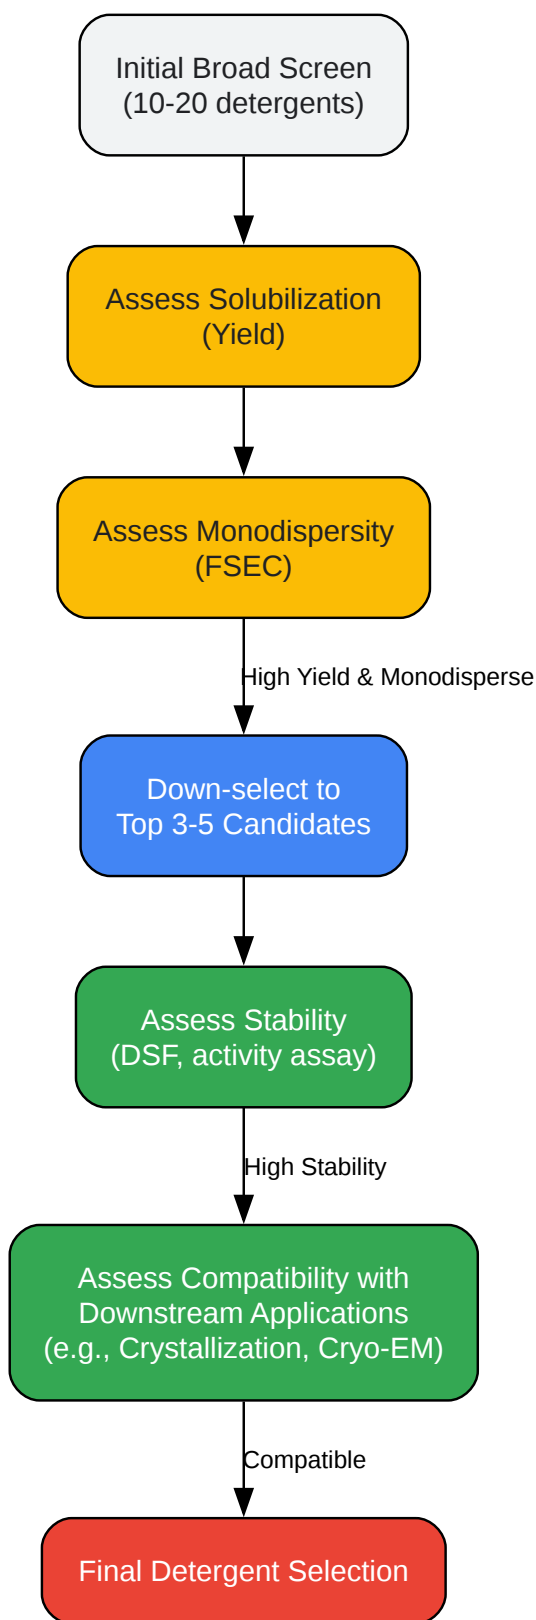 Initial Broad Screen
(10-20 detergents)
Assess Solubilization
(Yield)
Assess Monodispersity
(FSEC)
High Yield & Monodisperse
Down-select to
Top 3-5 Candidates
Assess Stability
(DSF, activity assay)
High Stability
Assess Compatibility with
Downstream Applications
(e.g., Crystallization, Cryo-EM)
Compatible
Final Detergent Selection